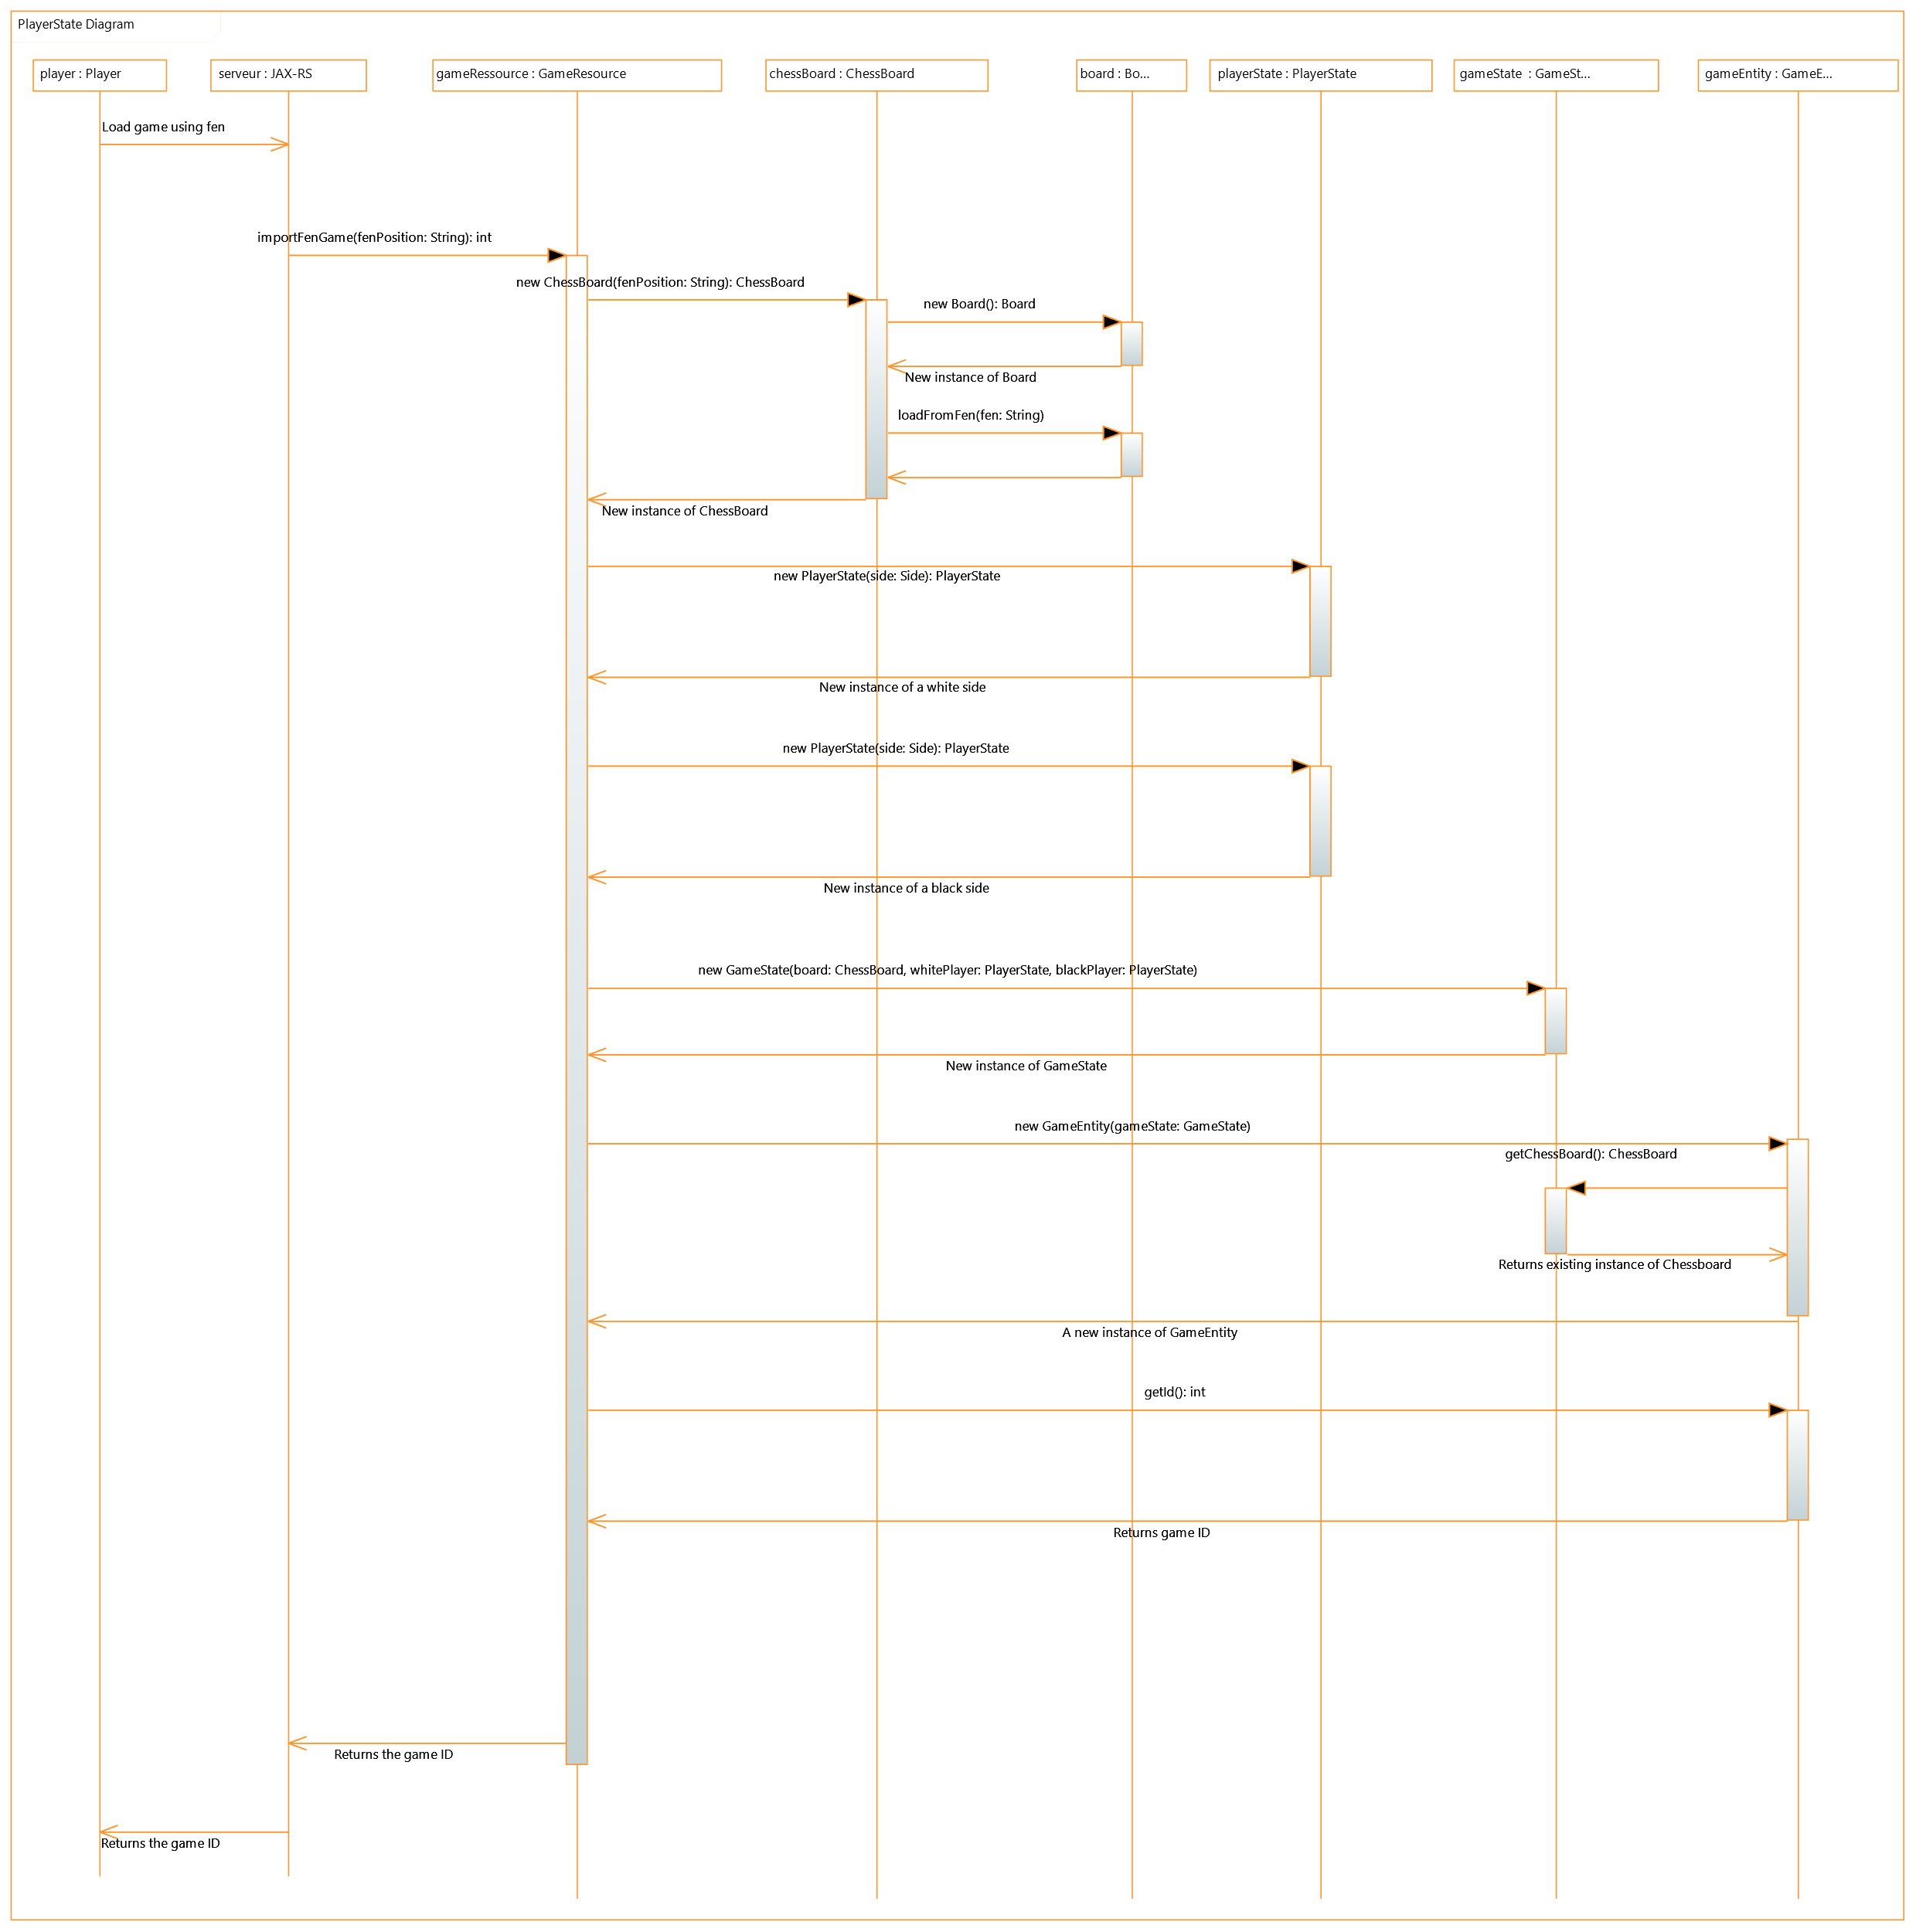 PlayerState Diagram
player : Player
serveur : JAX-RS
gameRessource : GameResource
chessBoard : ChessBoard
board : Bo...
playerState : PlayerState
gameState  : GameSt...
gameEntity : GameE...
Load game using fen
importFenGame(fenPosition: String): int
new ChessBoard(fenPosition: String): ChessBoard
new Board(): Board
New instance of Board
loadFromFen(fen: String)
New instance of ChessBoard
new PlayerState(side: Side): PlayerState
New instance of a white side
new PlayerState(side: Side): PlayerState
New instance of a black side
new GameState(board: ChessBoard, whitePlayer: PlayerState, blackPlayer: PlayerState)
New instance of GameState
new GameEntity(gameState: GameState)
getChessBoard(): ChessBoard
Returns existing instance of Chessboard
A new instance of GameEntity
getId(): int
Returns game ID
Returns the game ID
Returns the game ID